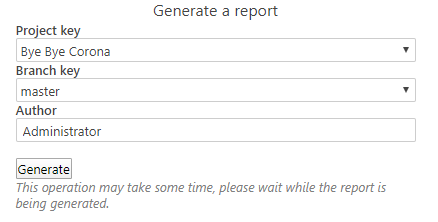 Generate a report
Project key
Bye Bye Corona
Branch key
master
Author
Administrator
Generate
This operation may take some time, please wait while the report is
being generated.